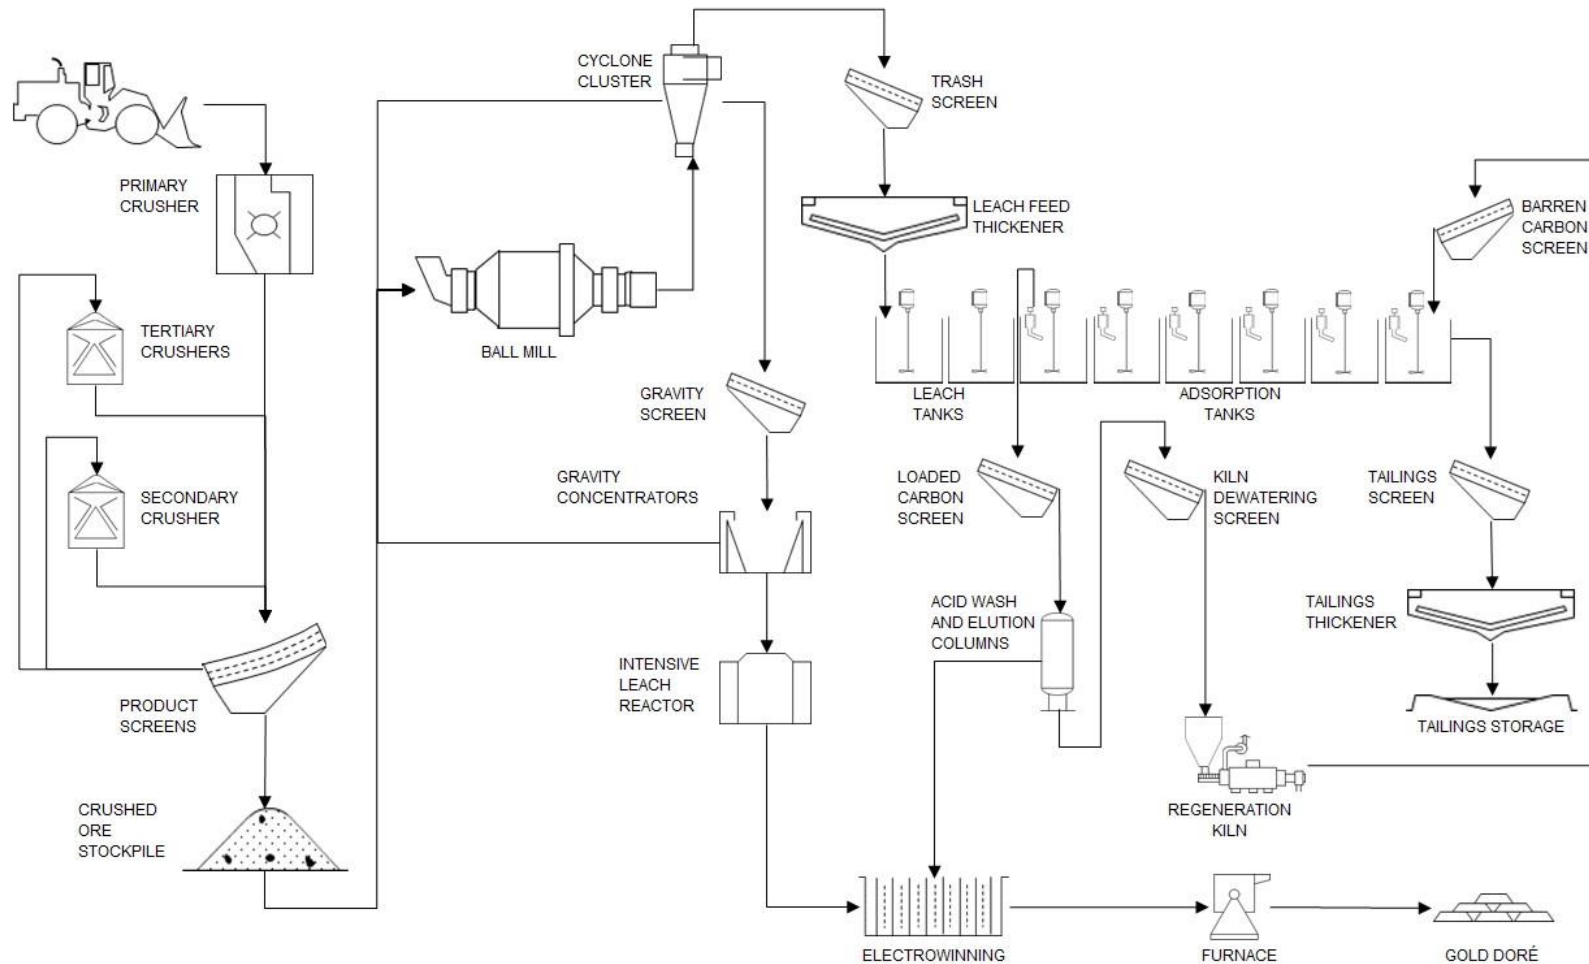 CYCLONE
CLUSTER
TRASH
SCREEN
PRIMARY
CRUSHER
LEACH FEED
THICKENER
BARREN
CARBON
SCREEN
TERTIARY
CRUSHERS
BALL MILL
GRAVITY
SCREEN
LEACH
TANKS
ADSORPTION
TANKS
SECONDARY
CRUSHER
GRAVITY
CONCENTRATORS
LOADED
CARBON
SCREEN
KILN
DEWATERING
SCREEN
TAILINGS
SCREEN
ACID WASH
AND ELUTION
COLUMNS
TAILINGS
THICKENER
INTENSIVE
LEACH
REACTOR
PRODUCT
SCREENS
TAILINGS STORAGE
CRUSHED
ORE
STOCKPILE
REGENERATION
KILN
ELECTROWINNING
FURNACE
GOLD DORÉ